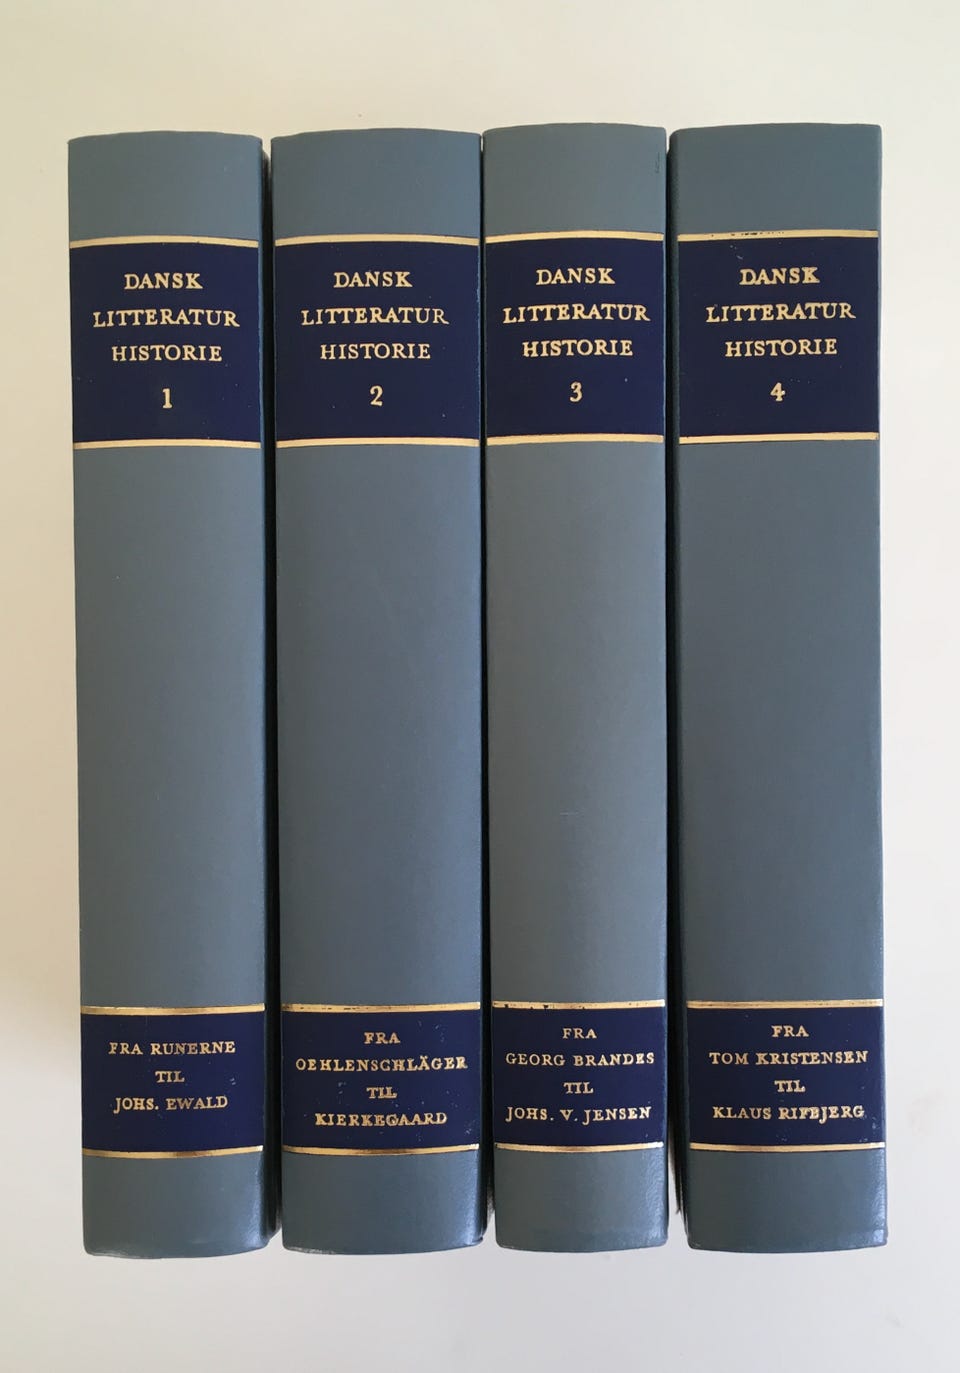 DANSK
LITTERATUR
HISTORIE
1
FRA RUNERNE
TIL
JOHS. EWALD
DANSK
LITTERATUR
HISTORIE
2
FRA
OEHLENSCHLÄGER
TIL
KIERKEGAARD
DANSK
LITTERATUR
HISTORIE
3
FRA
GEORG BRANDES
TIL
JOHS. V. JENSEN
DANSK
LITTERATUR
HISTORIE
4
FRA
TOM KRISTENSEN
TIL
KLAUS RIFBJERG